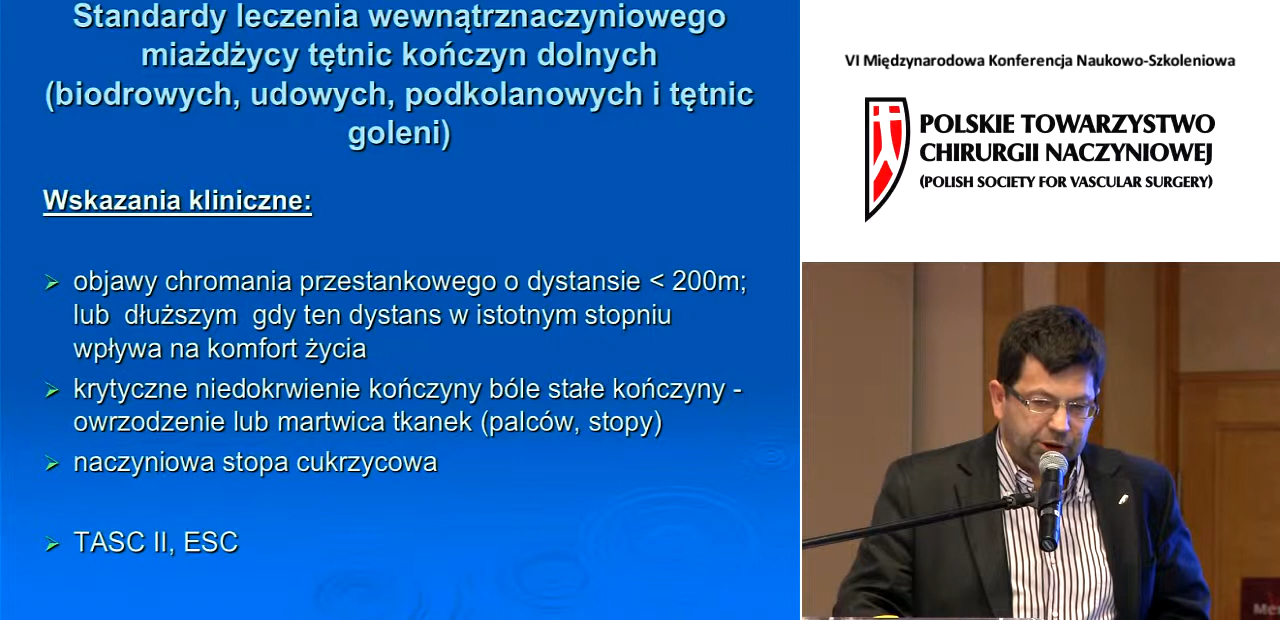 Standardy leczenia wewnątrznaczyniowego
miażdżycy tętnic kończyn dolnych
(biodrowych, udowych, podkolanowych i tętnic
goleni)
Wskazania kliniczne:
objawy chromania przestankowego o dystansie < 200m;
lub dłuższym gdy ten dystans w istotnym stopniu
wpływa na komfort życia
krytyczne niedokrwienie kończyny bóle stałe kończyny -
owrzodzenie lub martwica tkanek (palców, stopy)
naczyniowa stopa cukrzycowa
TASC II, ESC
VI Międzynarodowa Konferencja Naukowo-Szkoleniowa
POLSKIE TOWARZYSTWO
CHIRURGII NACZYNIOWEJ
(POLISH SOCIETY FOR VASCULAR SURGERY)